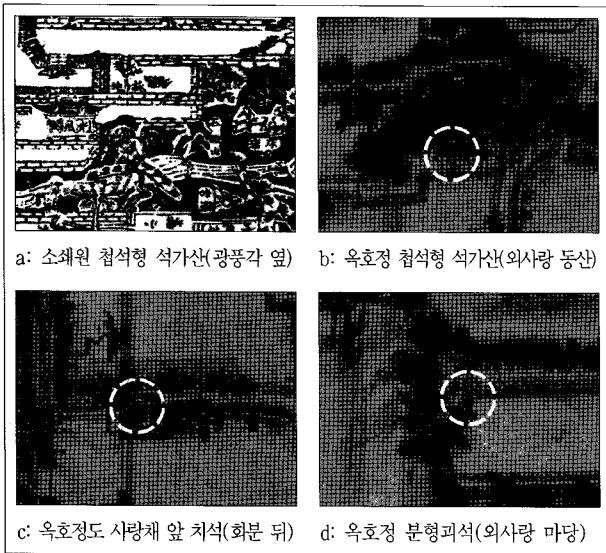 a: 소쇄원 첩석형 석가산(광풍각 옆)
b: 옥호정 첩석형 석가산(외사랑 동산)
c: 옥호정도 사랑채 앞 치석(화분 뒤)
d: 옥호정 분형괴석(외사랑 마당)